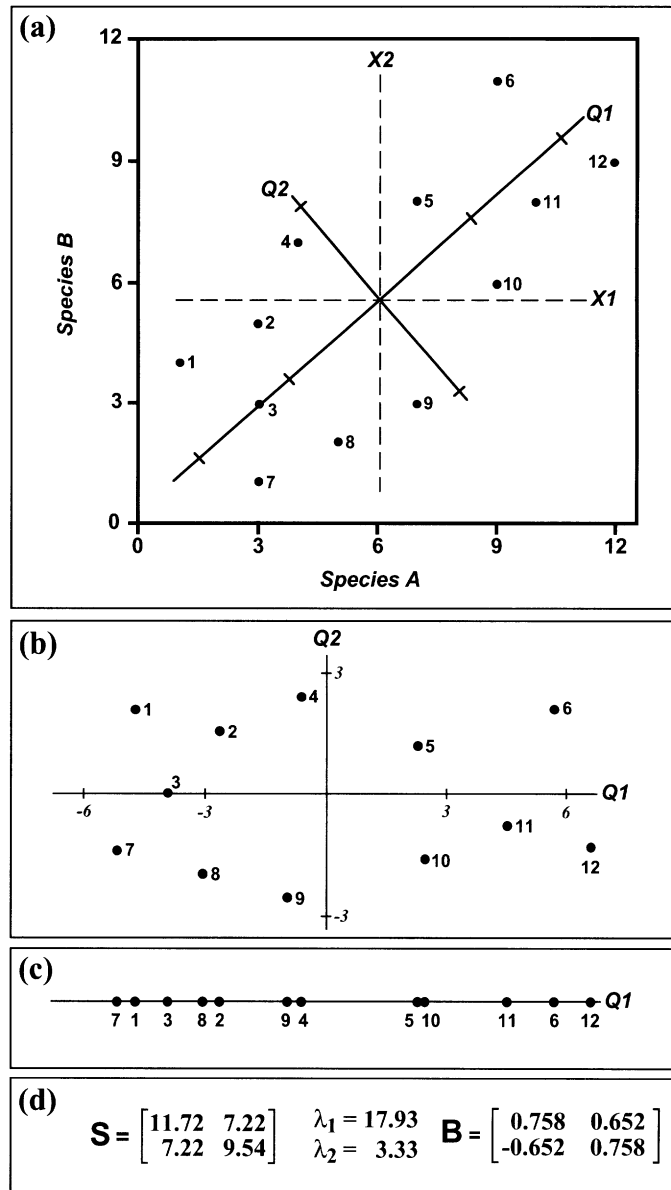 (a)
12
X2
6
Q1
12
Q2
5
11
9
4
Species B
6
10
X1
2
1
3
3
9
8
7
0
0
3
6
9
12
Species A
(b)
Q2
3
4
1
6
2
5
3
Q1
-6
-3
3
6
11
7
10
12
8
9
-3
(c)
Q1
7 1 3 8 2 9 4 5 10 11 6 12
(d)
S = [11.72 7.22 λ1 = 17.93 B = [0.758 0.652
7.22 9.54] λ2 = 3.33 -0.652 0.758]